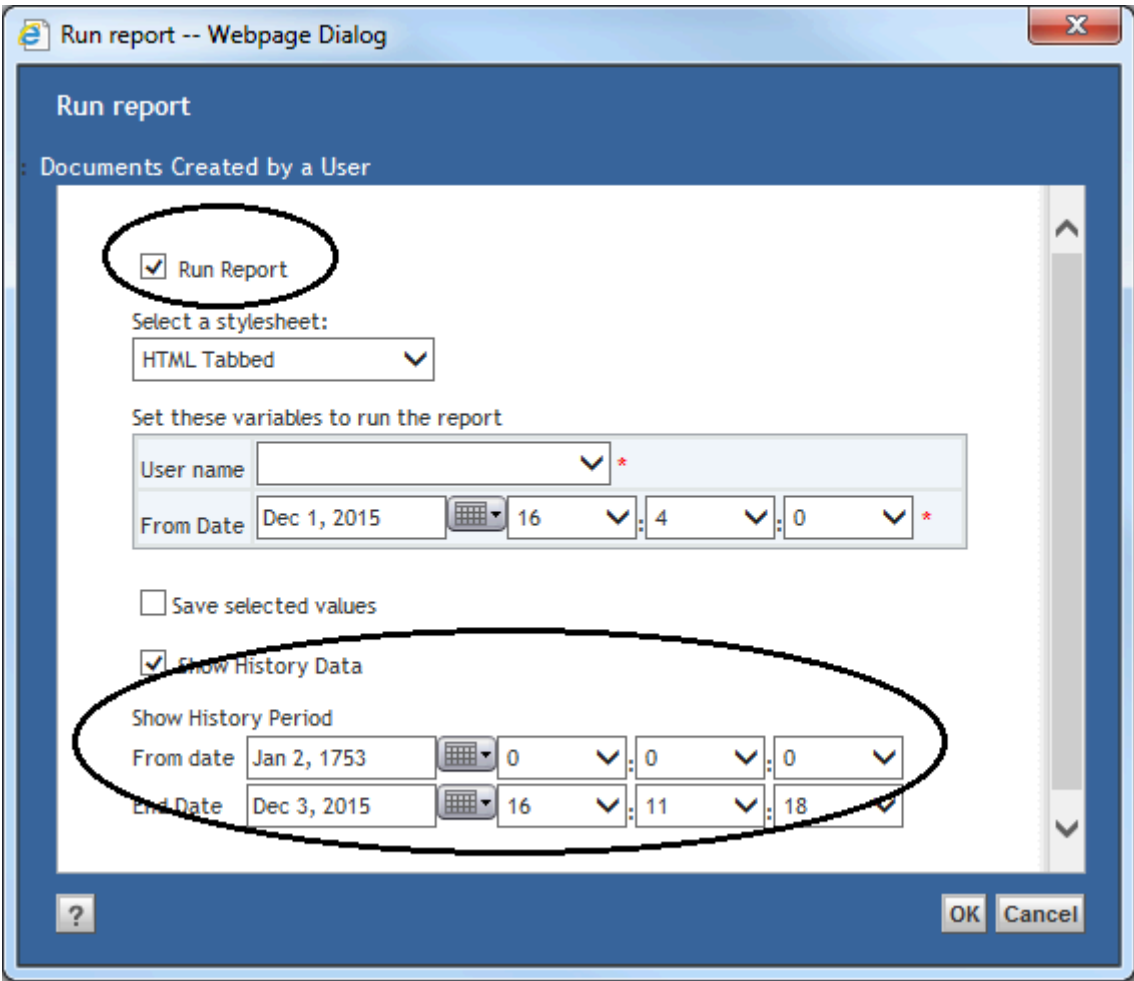 Run report -- Webpage Dialog
X
Run report
: Documents Created by a User
Run Report
Select a stylesheet:
HTML Tabbed
Set these variables to run the report
User name *
From Date Dec 1, 2015 16 : 4 : 0 *
Save selected values
Show History Data
Show History Period
From date Jan 2, 1753 0 : 0 : 0
End Date Dec 3, 2015 16 : 11 : 18
? OK Cancel